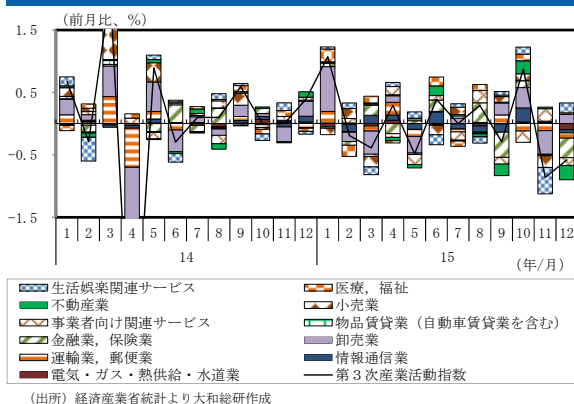 (前月比、%)
1.5
0.5
-0.5
-1.5
1 2 3 4 5 6 7 8 9 10 11 12 1 2 3 4 5 6 7 8 9 10 11 12
14 15
(年/月)
生活娯楽関連サービス 医療，福祉
不動産業 小売業
事業者向け関連サービス 物品賃貸業（自動車賃貸業を含む）
金融業，保険業 卸売業
運輸業，郵便業 情報通信業
電気・ガス・熱供給・水道業 第３次産業活動指数
（出所）経済産業省統計より大和総研作成